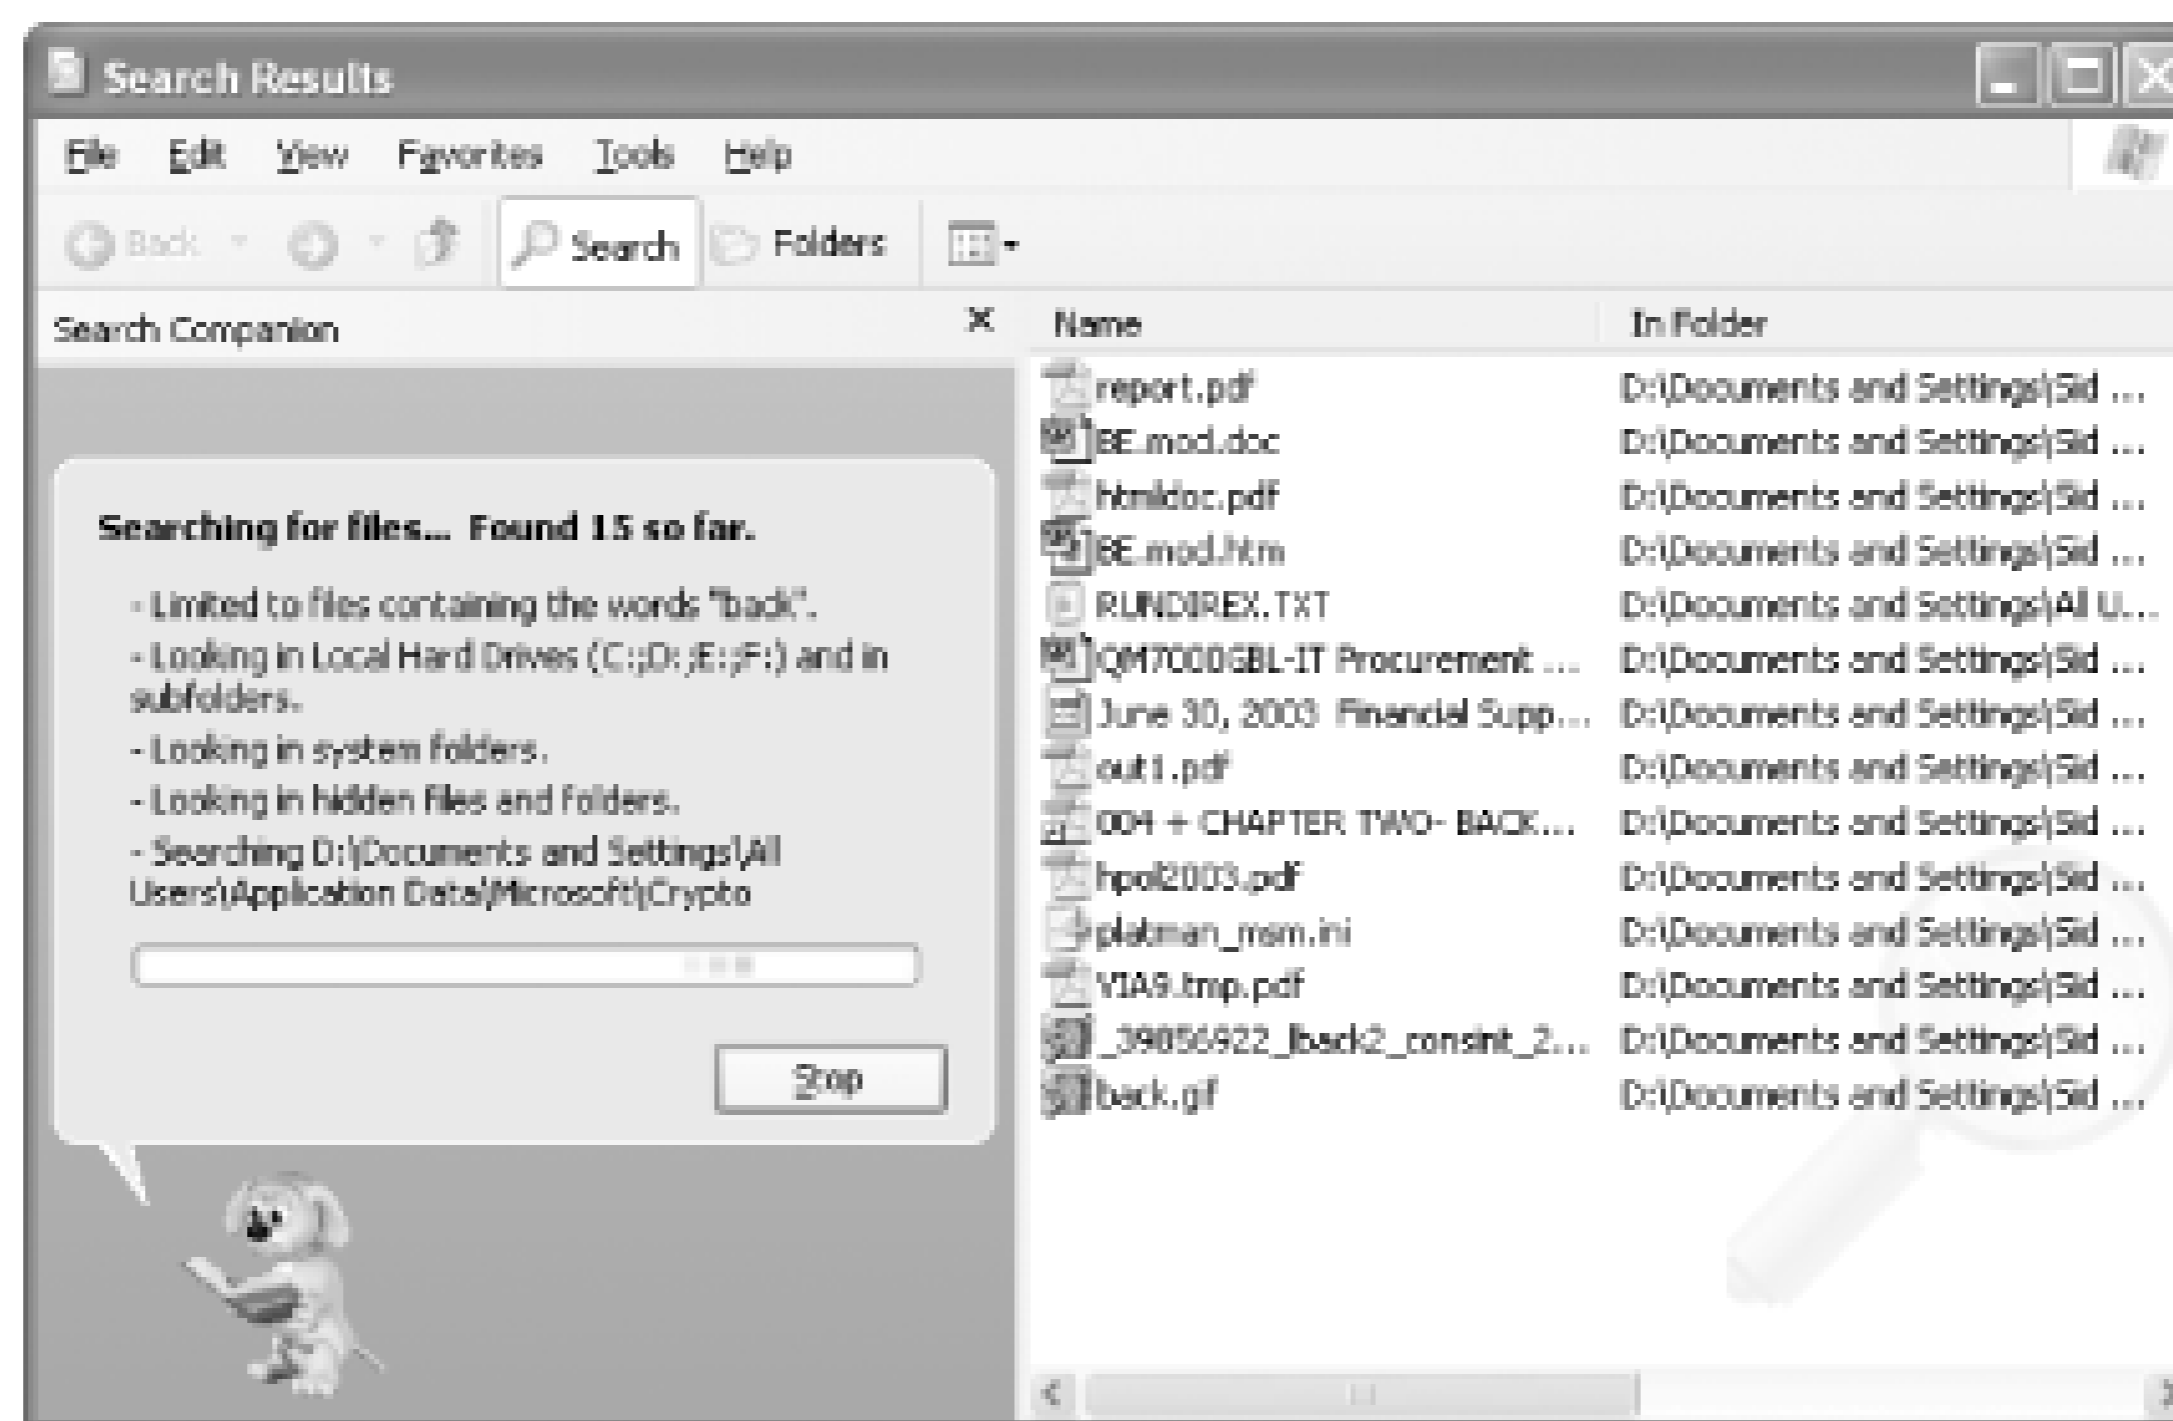 Search Results
File Edit View Favorites Tools Help
Back Search Folders
Search Companion
Name In Folder
Searching for files... Found 15 so far.
- Limited to files containing the words "back".
- Looking in Local Hard Drives (C:;D:;E:;F:) and in
subfolders.
- Looking in system folders.
- Looking in hidden files and folders.
- Searching D:\Documents and Settings\All
Users\Application Data\Microsoft\Crypto
Stop
report.pdf D:\Documents and Settings\Sid ...
BE.mod.doc D:\Documents and Settings\Sid ...
htmldoc.pdf D:\Documents and Settings\Sid ...
BE.mod.htm D:\Documents and Settings\Sid ...
RUNDIREX.TXT D:\Documents and Settings\All U...
QM7000GBL-IT Procurement ... D:\Documents and Settings\Sid ...
June 30, 2003 Financial Supp... D:\Documents and Settings\Sid ...
out1.pdf D:\Documents and Settings\Sid ...
004 + CHAPTER TWO- BACK... D:\Documents and Settings\Sid ...
hpol2003.pdf D:\Documents and Settings\Sid ...
platman_msm.ini D:\Documents and Settings\Sid ...
VIA9.tmp.pdf D:\Documents and Settings\Sid ...
D:\Documents and Settings\Sid ...
back.gif D:\Documents and Settings\Sid ...